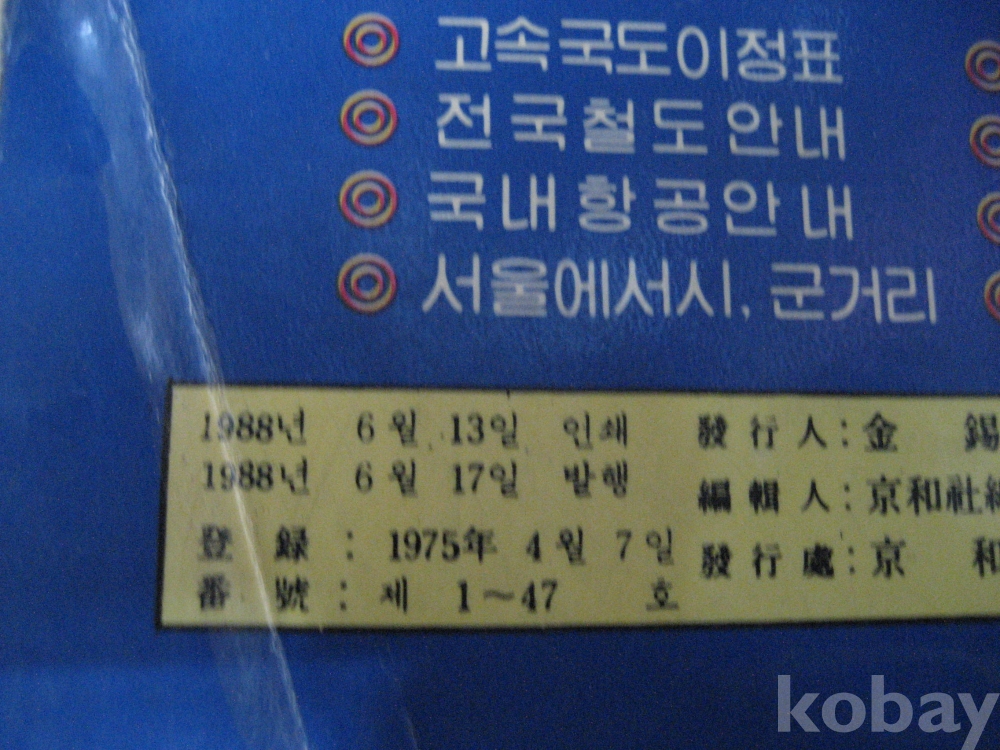 고속국도이정표
전국철도안내
국내항공안내
서울에서시, 군거리
1988년 6월 13일 인쇄
1988년 6월 17일 발행
登錄 : 1975年 4월 7일
番號 : 제 1~47 호
發行人 : 金 錫
編輯人 : 京和社編
發行處 : 京 和
kobay